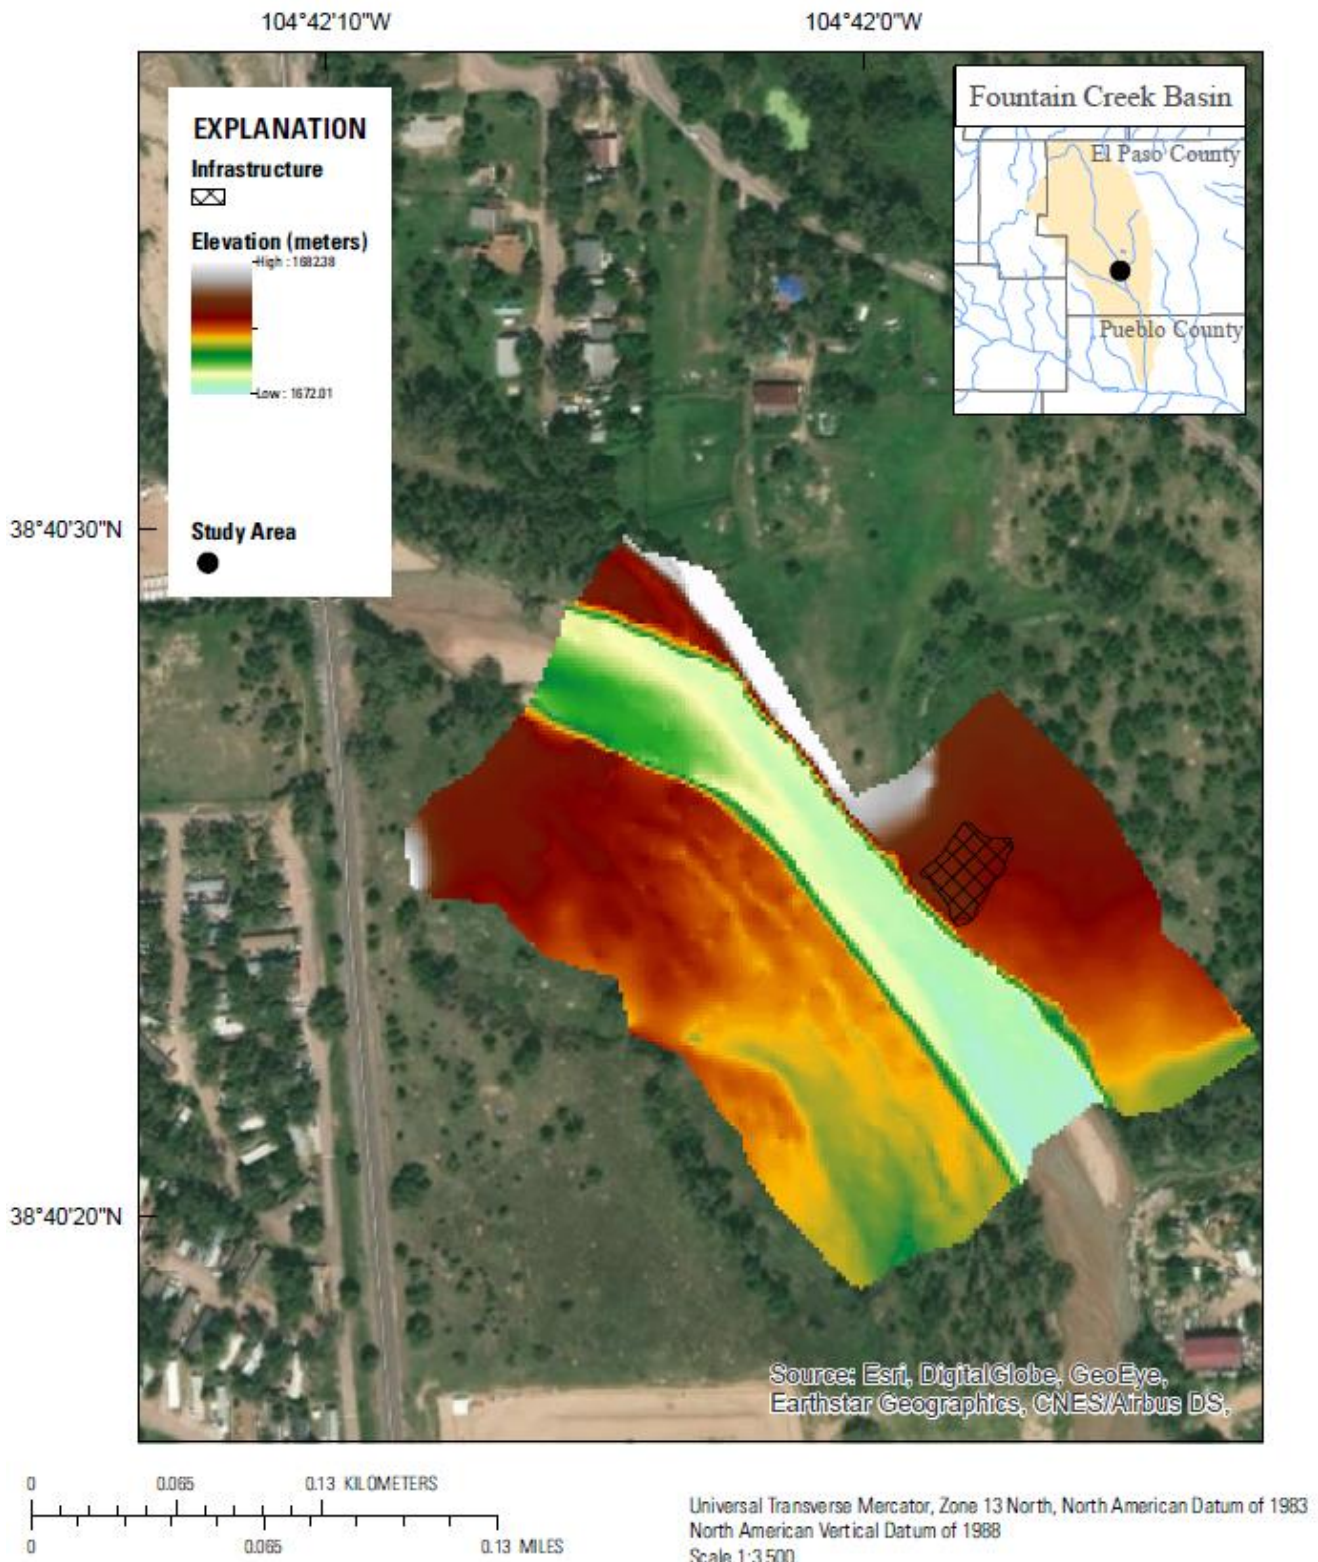 104°42'10"W
104°42'0"W
EXPLANATION
Infrastructure
Elevation (meters)
High : 1682.38
Low : 1672.01
Study Area
Fountain Creek Basin
El Paso County
Pueblo County
38°40'30"N
38°40'20"N
Source: Esri, DigitalGlobe, GeoEye,
Earthstar Geographics, CNES/Airbus DS,
0 0.065 0.13 KILOMETERS
0 0.065 0.13 MILES
Universal Transverse Mercator, Zone 13 North, North American Datum of 1983
North American Vertical Datum of 1988
Scale 1:3,500